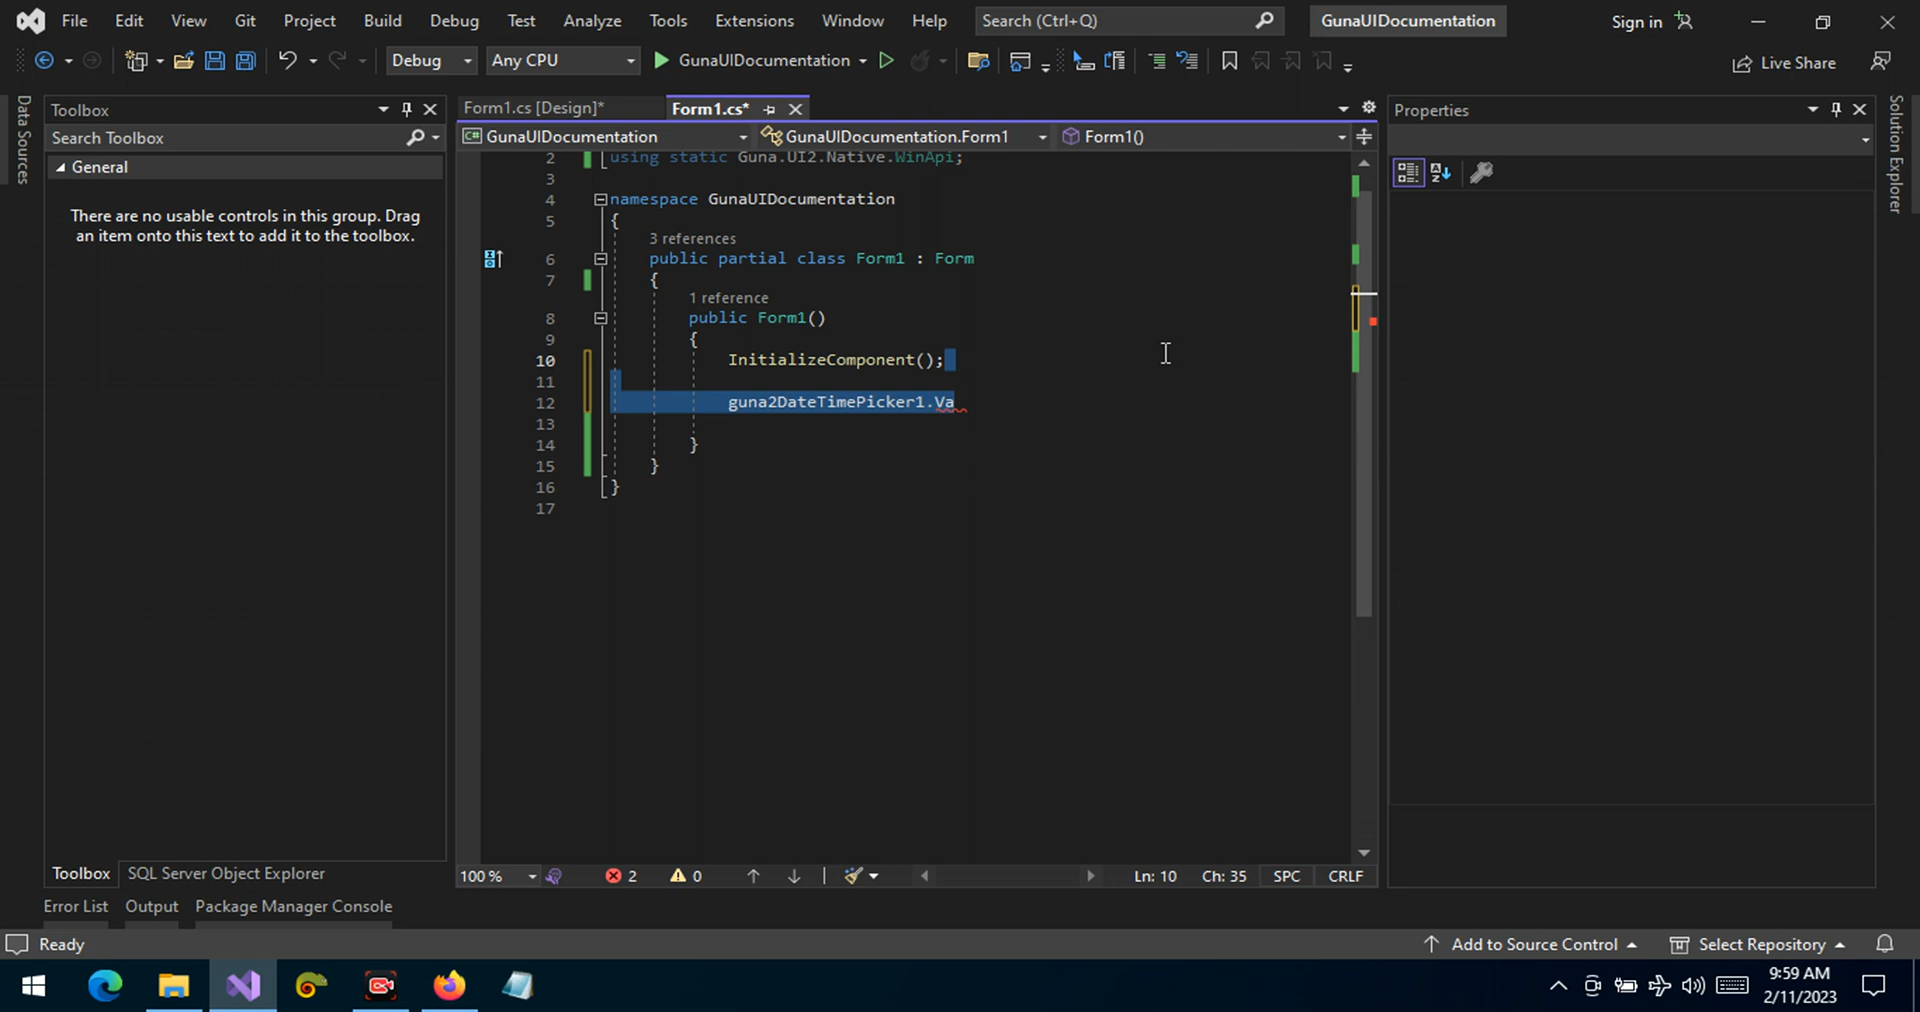 File Edit View Git Project Build Debug Test Analyze Tools Extensions Window Help Search (Ctrl+Q) GunaUIDocumentation Sign in
Debug Any CPU GunaUIDocumentation Live Share
Data Sources
Toolbox
Search Toolbox
General
There are no usable controls in this group. Drag
an item onto this text to add it to the toolbox.
Toolbox SQL Server Object Explorer
Form1.cs [Design]* Form1.cs*
GunaUIDocumentation GunaUIDocumentation.Form1 Form1()
2 using static Guna.UI2.Native.WinApi;
3
4 namespace GunaUIDocumentation
5 {
3 references
6 public partial class Form1 : Form
7 {
1 reference
8 public Form1()
9 {
10 InitializeComponent();
11
12 guna2DateTimePicker1.Va
13
14 }
15 }
16 }
17
100 % 2 0 Ln: 10 Ch: 35 SPC CRLF
Properties
Solution Explorer
Error List Output Package Manager Console
Ready Add to Source Control Select Repository
9:59 AM
2/11/2023